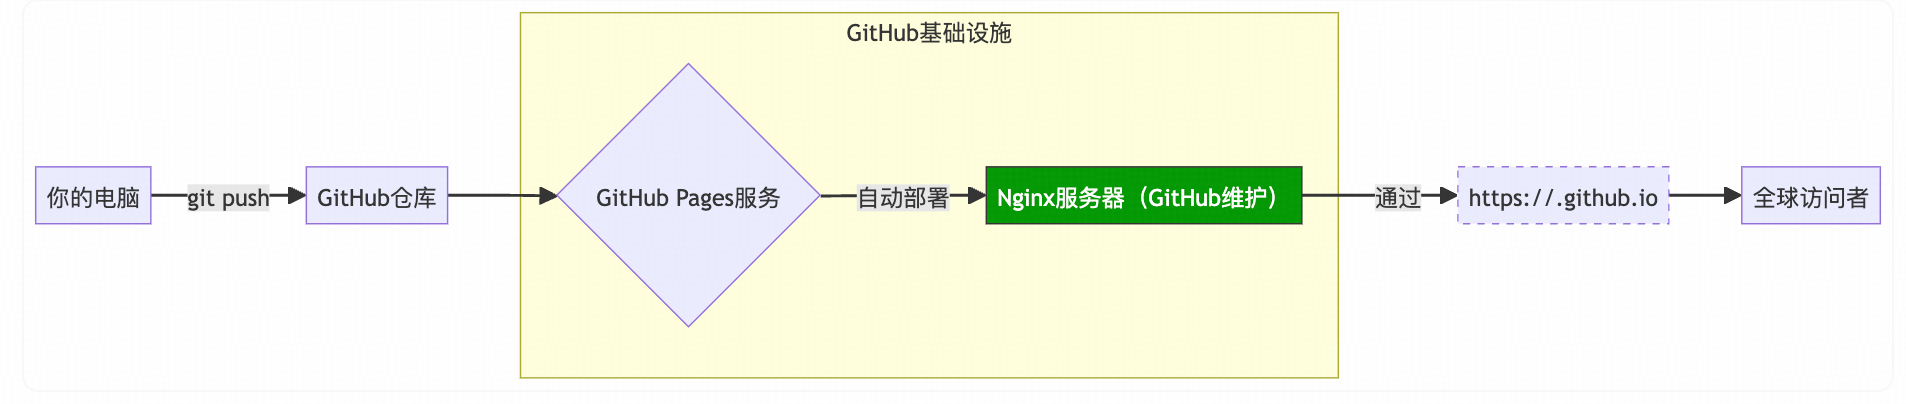 GitHub基础设施
你的电脑
git push
GitHub仓库
GitHub Pages服务
自动部署
Nginx服务器（GitHub维护）
通过
https://.github.io
全球访问者